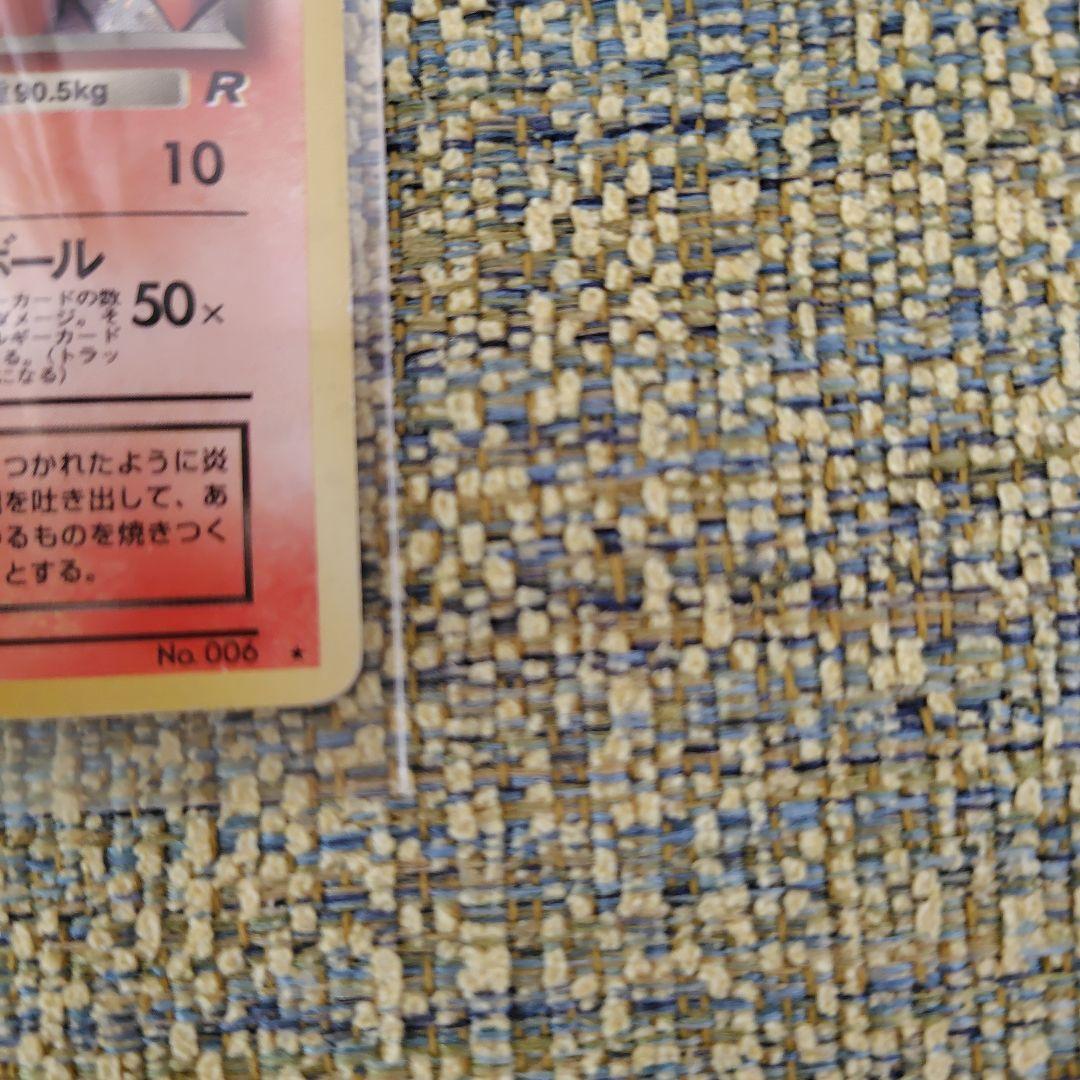 90.5kg R
10
ボール
ーカードの数
ダメージ。そ
50×
ルギーカード
る。(トラッ
になる)
つかれたように炎
を吐き出して、あ
るものを焼きつく
とする。
No. 006 ★